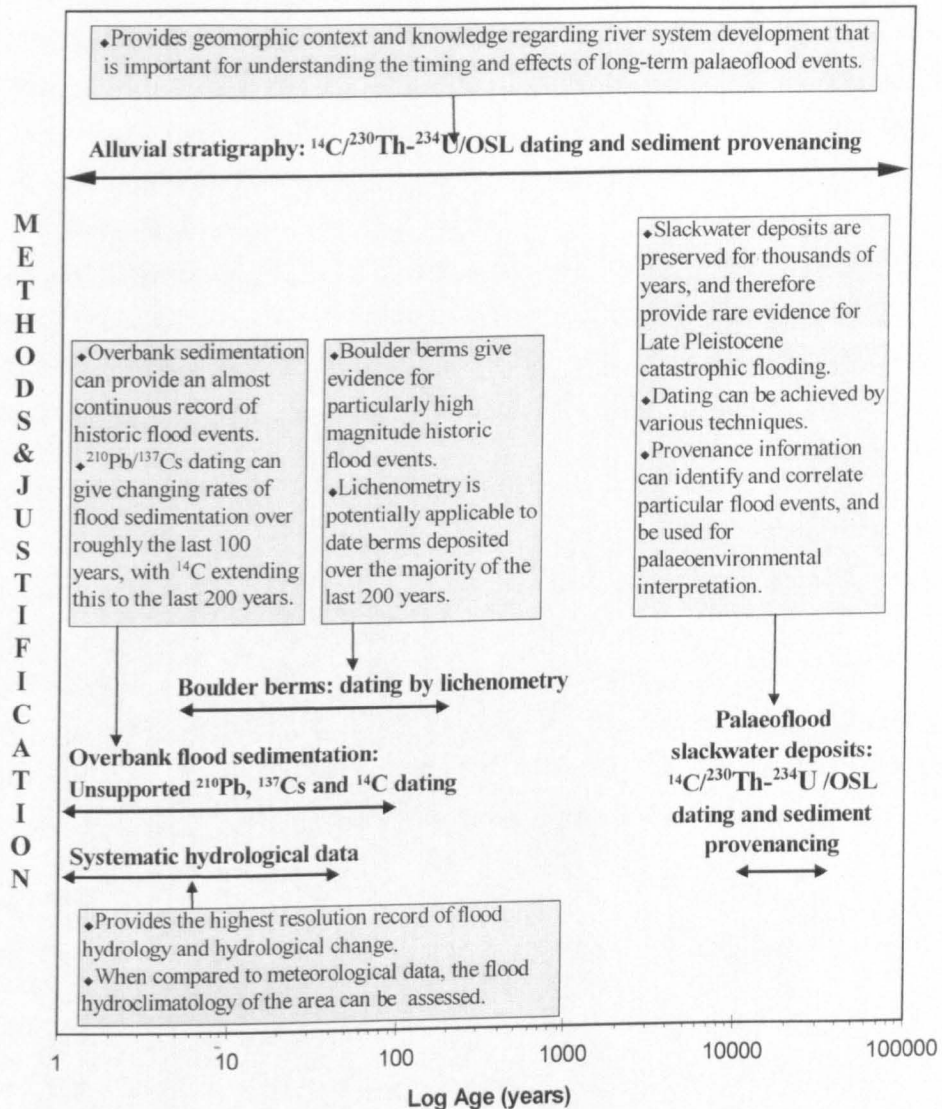 ◆Provides geomorphic context and knowledge regarding river system development that
is important for understanding the timing and effects of long-term palaeoflood events.
Alluvial stratigraphy: ¹⁴C/²³⁰Th-²³⁴U/OSL dating and sediment provenancing
METHODS & JUSTIFICATION
◆Overbank sedimentation
can provide an almost
continuous record of
historic flood events.
◆²¹⁰Pb/¹³⁷Cs dating can
give changing rates of
flood sedimentation over
roughly the last 100
years, with ¹⁴C extending
this to the last 200 years.
◆Boulder berms give
evidence for
particularly high
magnitude historic
flood events.
◆Lichenometry is
potentially applicable to
date berms deposited
over the majority of the
last 200 years.
◆Slackwater deposits are
preserved for thousands of
years, and therefore
provide rare evidence for
Late Pleistocene
catastrophic flooding.
◆Dating can be achieved by
various techniques.
◆Provenance information
can identify and correlate
particular flood events, and
be used for
palaeoenvironmental
interpretation.
Boulder berms: dating by lichenometry
Overbank flood sedimentation:
Unsupported ²¹⁰Pb, ¹³⁷Cs and ¹⁴C dating
Palaeoflood
slackwater deposits:
¹⁴C/²³⁰Th-²³⁴U /OSL
dating and sediment
provenancing
Systematic hydrological data
◆Provides the highest resolution record of flood
hydrology and hydrological change.
◆When compared to meteorological data, the flood
hydroclimatology of the area can be assessed.
1 10 100 1000 10000 100000
Log Age (years)